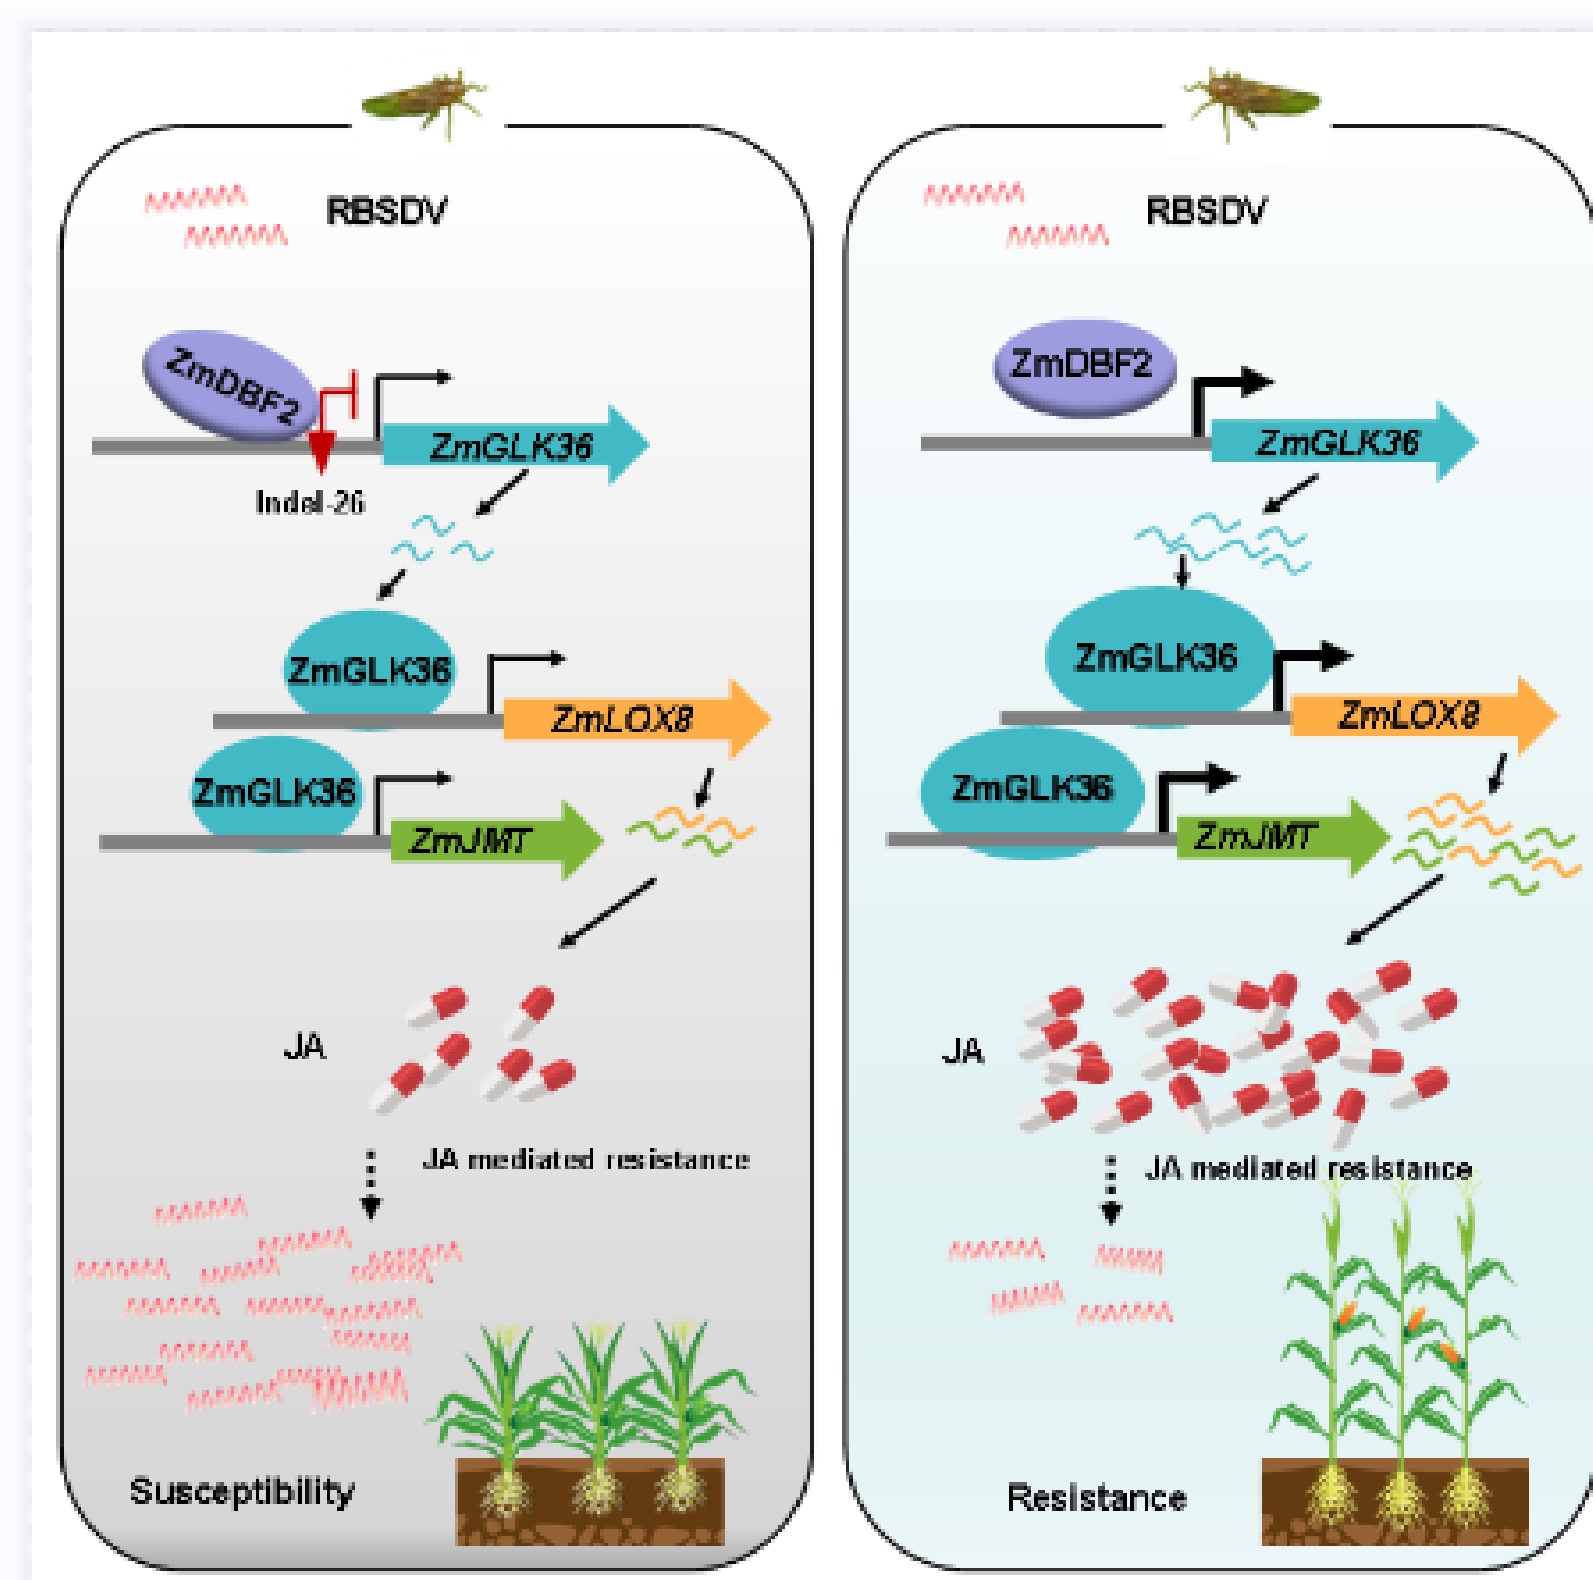 RBSDV
ZmDBF2
ZmGLK36
Indel-26
ZmGLK36
ZmLOX8
ZmGLK36
ZmJMT
JA
JA mediated resistance
Susceptibility
RBSDV
ZmDBF2
ZmGLK36
ZmGLK36
ZmLOX8
ZmGLK36
ZmJMT
JA
JA mediated resistance
Resistance